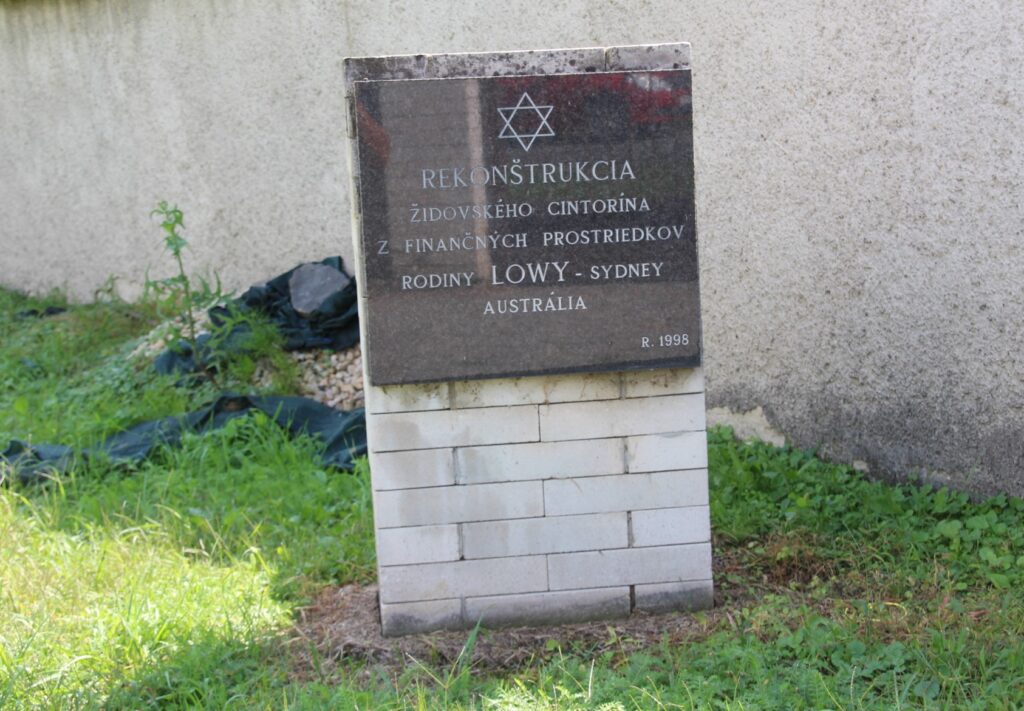 REKONŠTRUKCIA
ŽIDOVSKÉHO CINTORÍNA
Z FINANČNÝCH PROSTRIEDKOV
RODINY LOWY - SYDNEY
AUSTRÁLIA
R. 1998